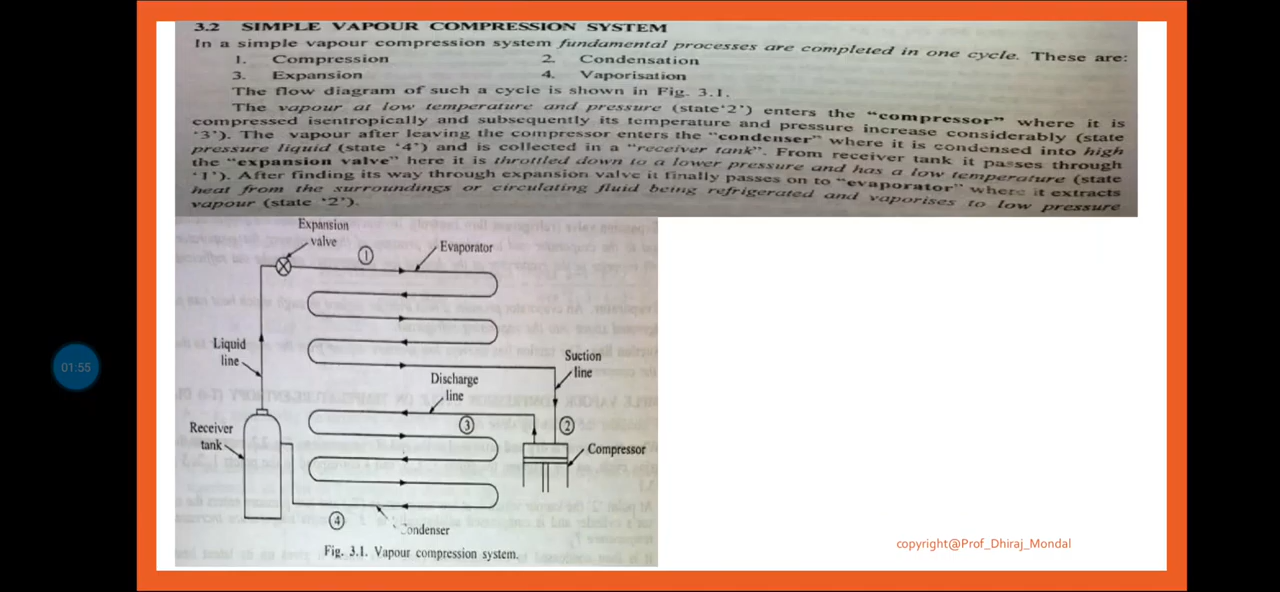 3.2 SIMPLE VAPOUR COMPRESSION SYSTEM
In a simple vapour compression system fundamental processes are completed in one cycle. These are:
1. Compression 2. Condensation
3. Expansion 4. Vaporisation
The flow diagram of such a cycle is shown in Fig. 3.1.
The vapour at low temperature and pressure (state‘2’) enters the “compressor” where it is
compressed isentropically and subsequently its temperature and pressure increase considerably (state
‘3’). The vapour after leaving the compressor enters the “condenser” where it is condensed into high
pressure liquid (state ‘4’) and is collected in a “receiver tank”. From receiver tank it passes through
the “expansion valve” here it is throttled down to a lower pressure and has a low temperature (state
‘1’). After finding its way through expansion valve it finally passes on to “evaporator” where it extracts
heat from the surroundings or circulating fluid being refrigerated and vaporises to low pressure
vapour (state ‘2’).
Expansion
valve
1
Evaporator
Liquid
line
01:55
Suction
line
Discharge
line
3
2
Receiver
tank
Compressor
4
Condenser
Fig. 3.1. Vapour compression system.
copyright@Prof_Dhiraj_Mondal